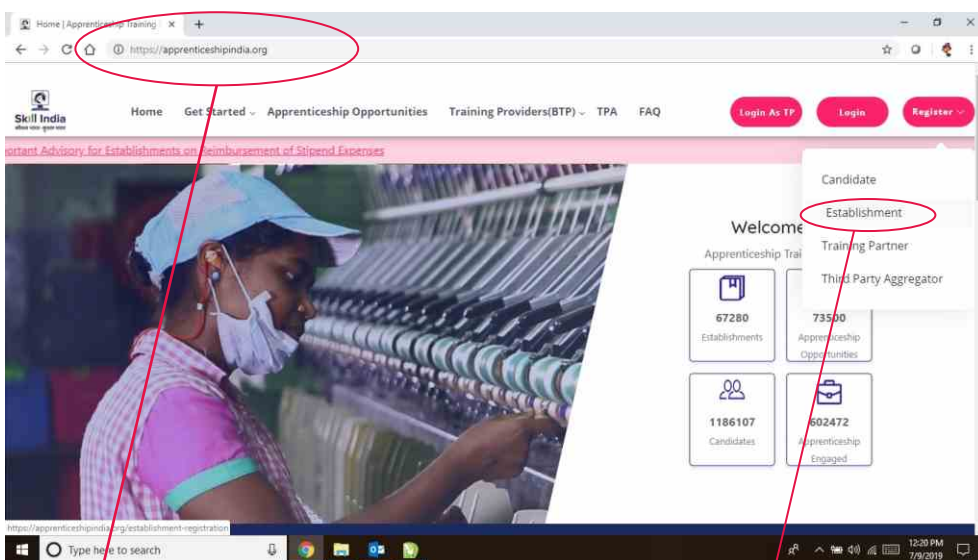 Home | Apprenticeship Training
https://apprenticeshipindia.org
Skill India
Home Get Started Apprenticeship Opportunities Training Providers(BTP) TPA FAQ Login As TP Login Register
ortant Advisory for Establishments on Reimbursement of Stipend Expenses
Candidate
Establishment
Training Partner
Third Party Aggregator
Welcome
Apprenticeship Trai
67280
Establishments
73500
Apprenticeship
Opportunities
1186107
Candidates
602472
Apprenticeship
Engaged
https://apprenticeshipindia.org/establishment-registration
Type here to search
12:20 PM
7/9/2019